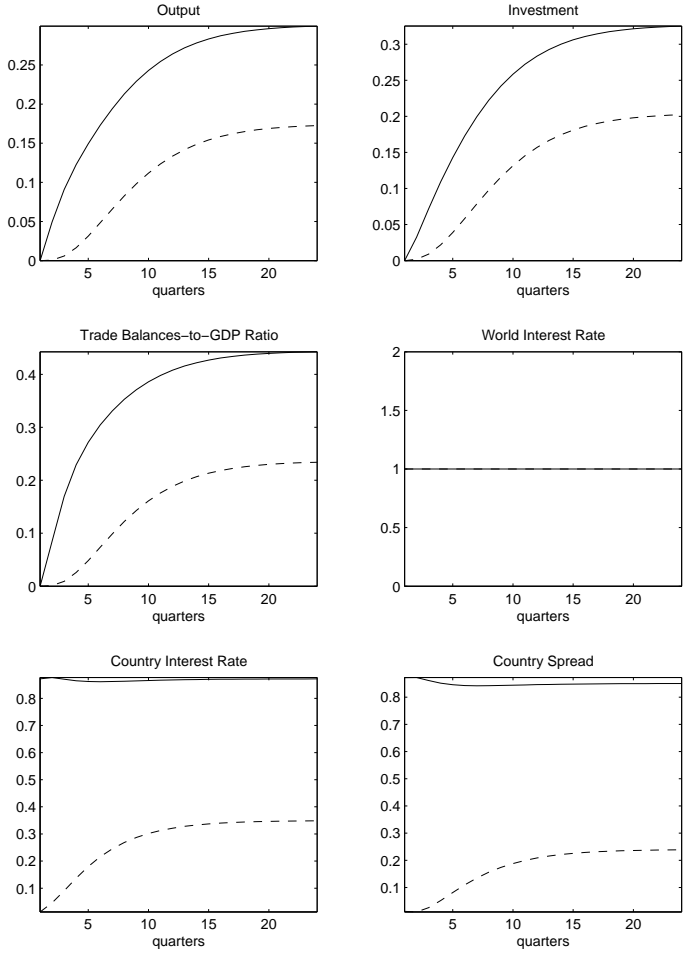 Output
0.25
0.2
0.15
0.1
0.05
0
5 10 15 20
quarters
Investment
0.3
0.25
0.2
0.15
0.1
0.05
0
5 10 15 20
quarters
Trade Balances−to−GDP Ratio
0.4
0.3
0.2
0.1
0
5 10 15 20
quarters
World Interest Rate
2
1.5
1
0.5
0
5 10 15 20
quarters
Country Interest Rate
0.8
0.7
0.6
0.5
0.4
0.3
0.2
0.1
5 10 15 20
quarters
Country Spread
0.8
0.7
0.6
0.5
0.4
0.3
0.2
0.1
5 10 15 20
quarters